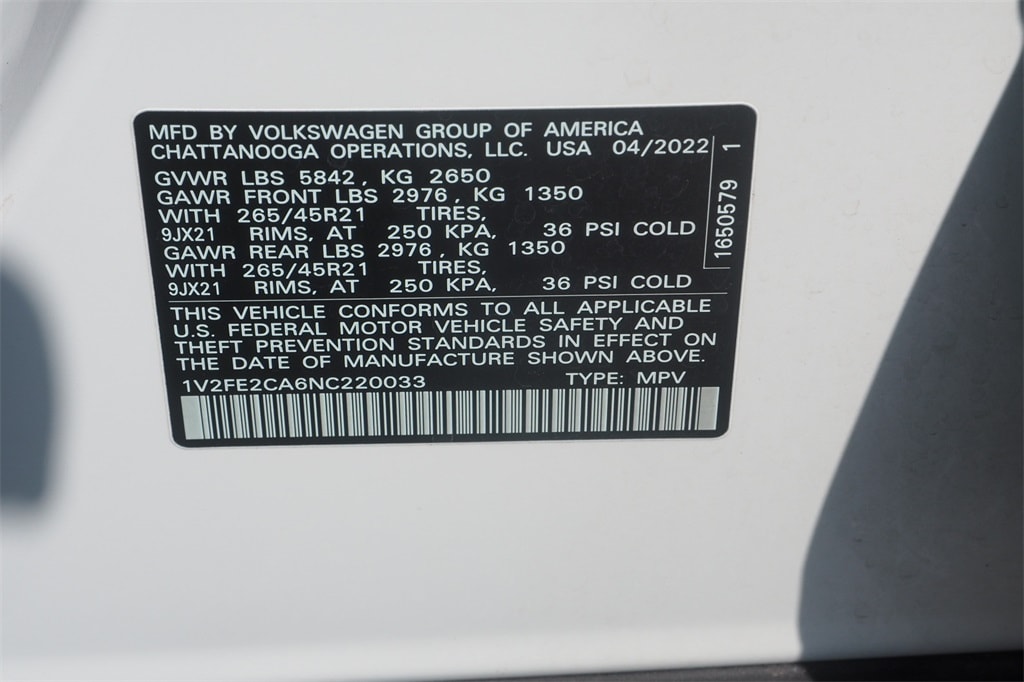 MFD BY VOLKSWAGEN GROUP OF AMERICA
CHATTANOOGA OPERATIONS, LLC. USA 04/2022
GVWR LBS 5842, KG 2650
GAWR FRONT LBS 2976, KG 1350
WITH 265/45R21 TIRES,
9JX21 RIMS, AT 250 KPA, 36 PSI COLD
GAWR REAR LBS 2976, KG 1350
WITH 265/45R21 TIRES,
9JX21 RIMS, AT 250 KPA, 36 PSI COLD
1650579 1
THIS VEHICLE CONFORMS TO ALL APPLICABLE
U.S. FEDERAL MOTOR VEHICLE SAFETY AND
THEFT PREVENTION STANDARDS IN EFFECT ON
THE DATE OF MANUFACTURE SHOWN ABOVE.
1V2FE2CA6NC220033 TYPE: MPV